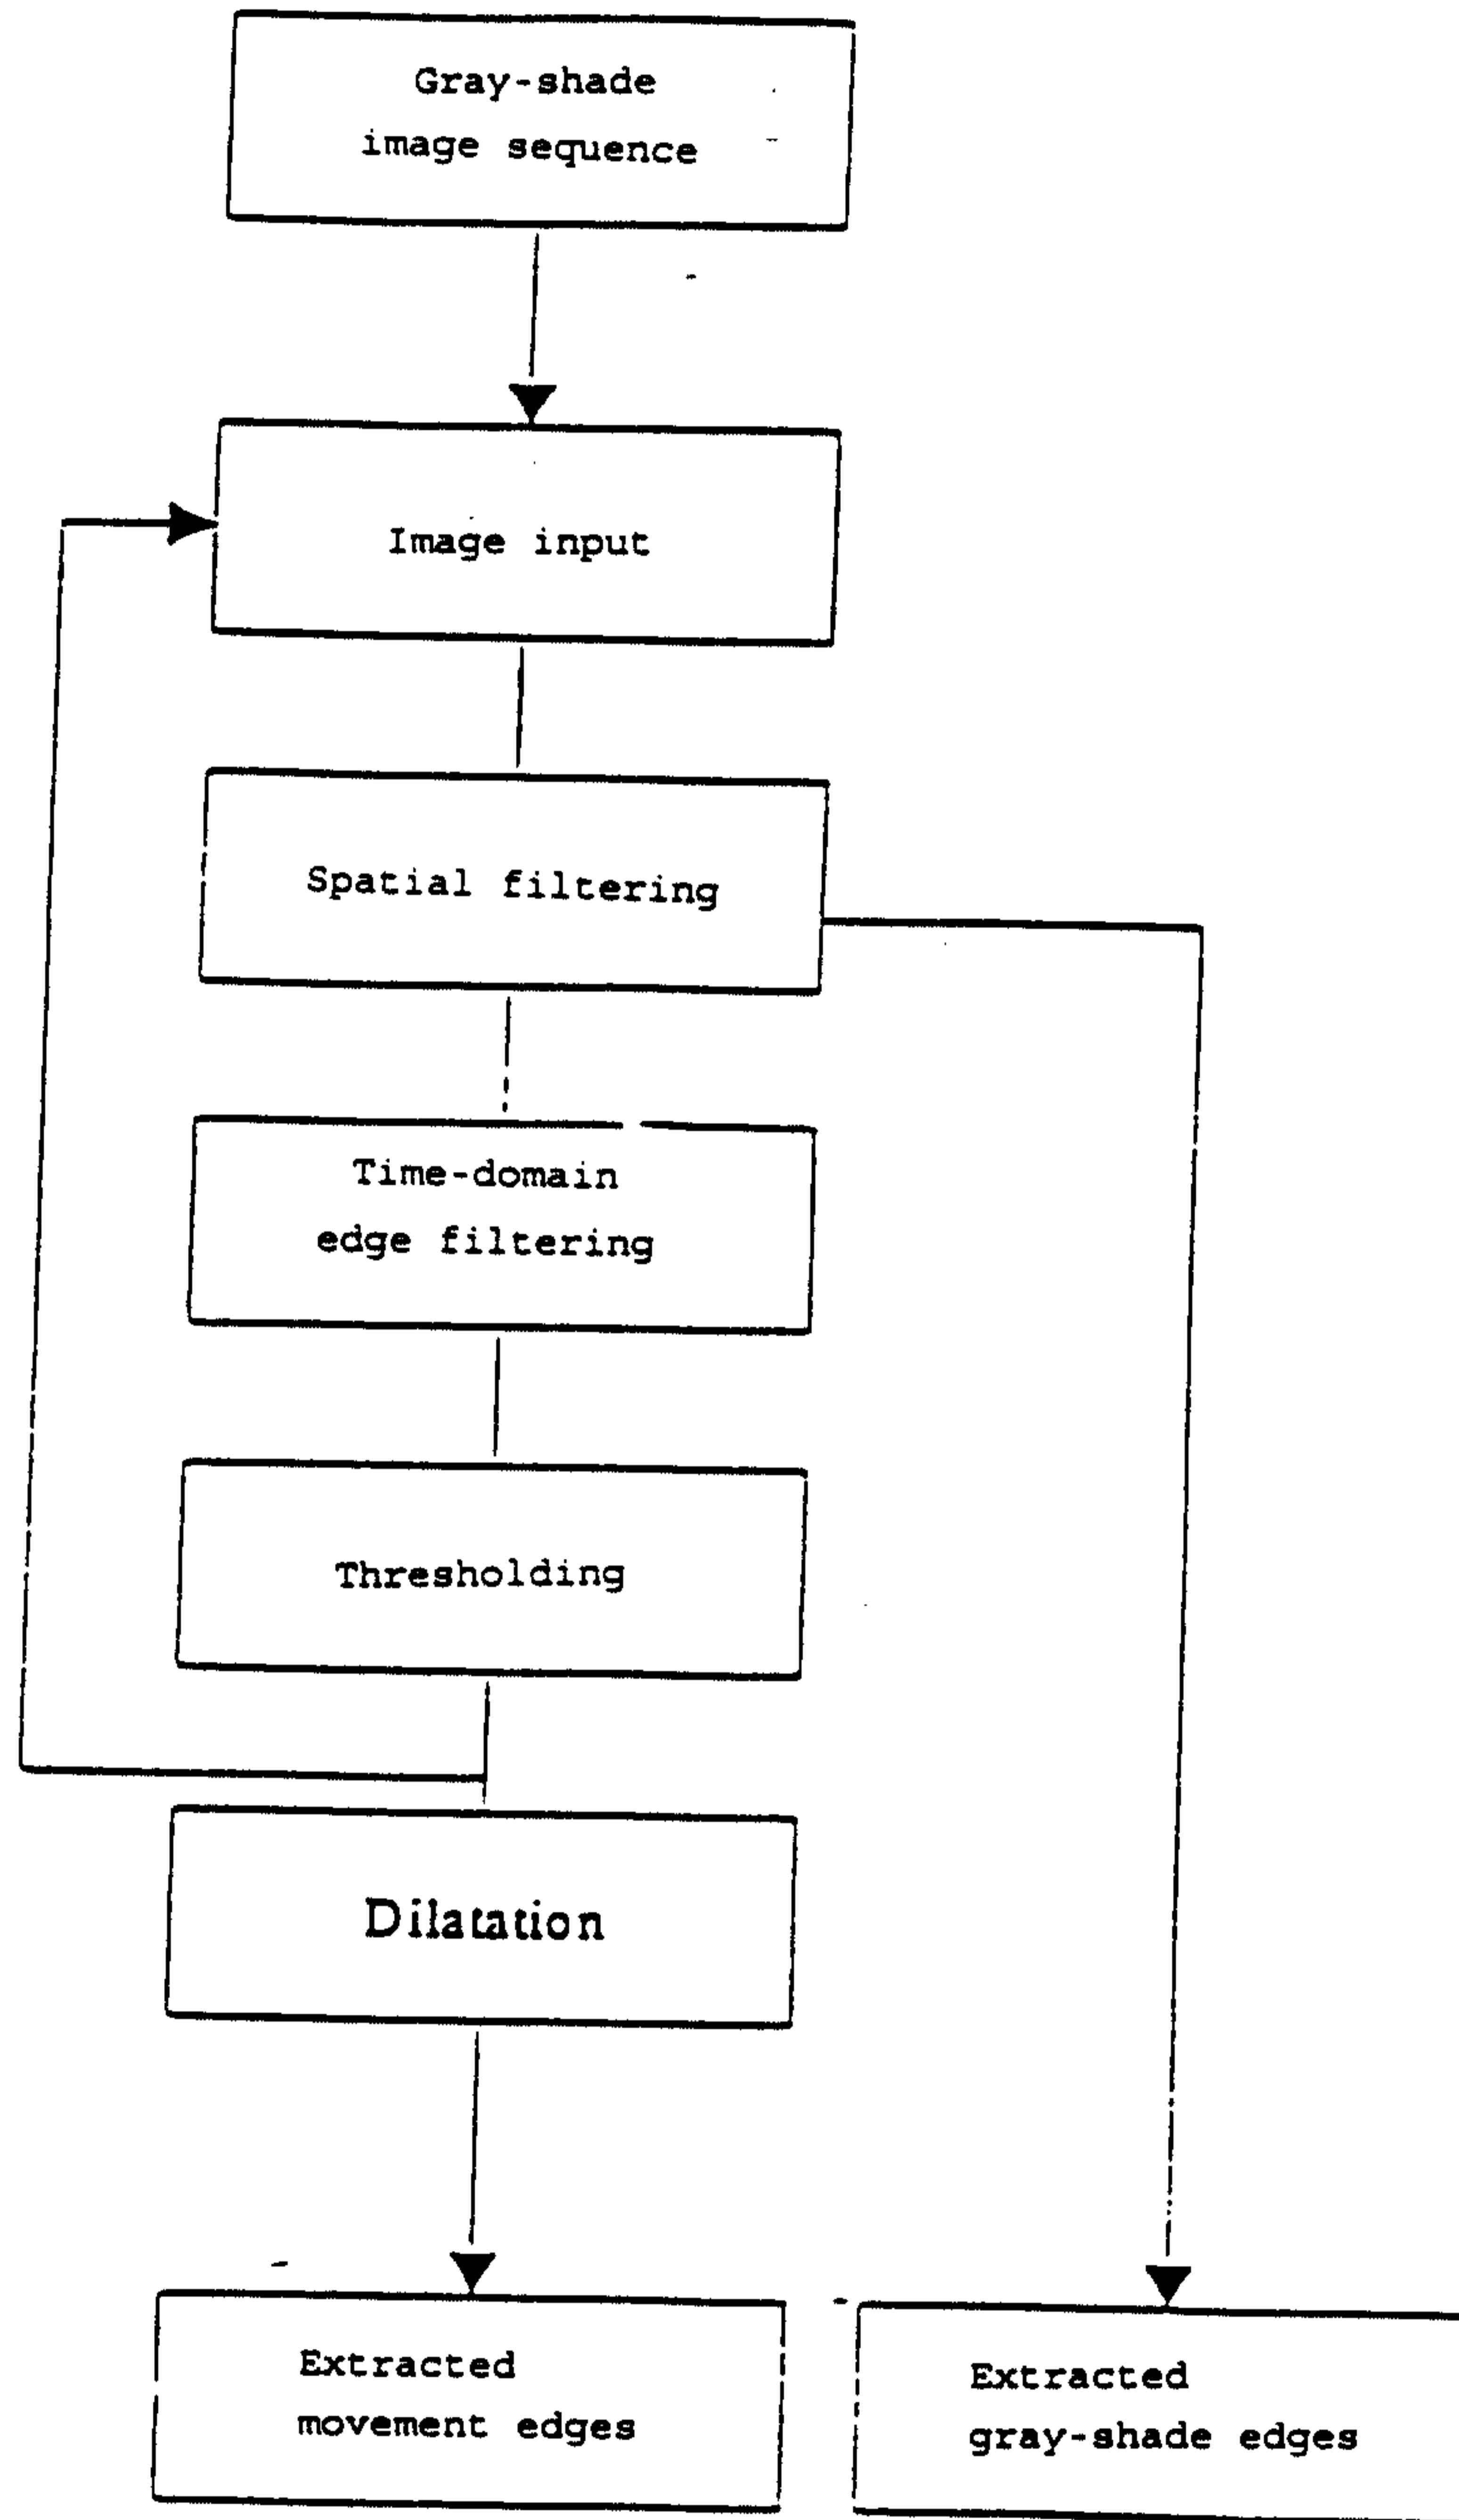 Gray-shade
image sequence
Image input
Spatial filtering
Time-domain
edge filtering
Thresholding
Dilatation
Extracted
movement edges
Extracted
gray-shade edges